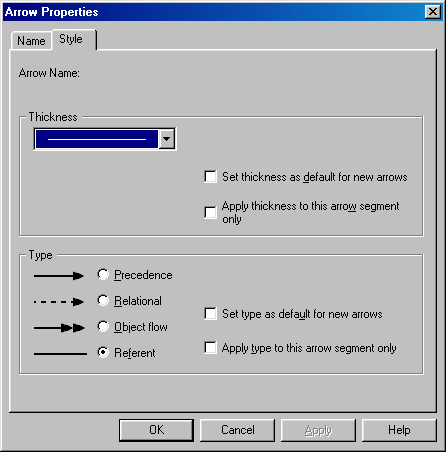 Arrow Properties
Name
Style
Arrow Name:
Thickness
Set thickness as default for new arrows
Apply thickness to this arrow segment
only
Type
Precedence
Relational
Object flow
Referent
Set type as default for new arrows
Apply type to this arrow segment only
OK
Cancel
Apply
Help